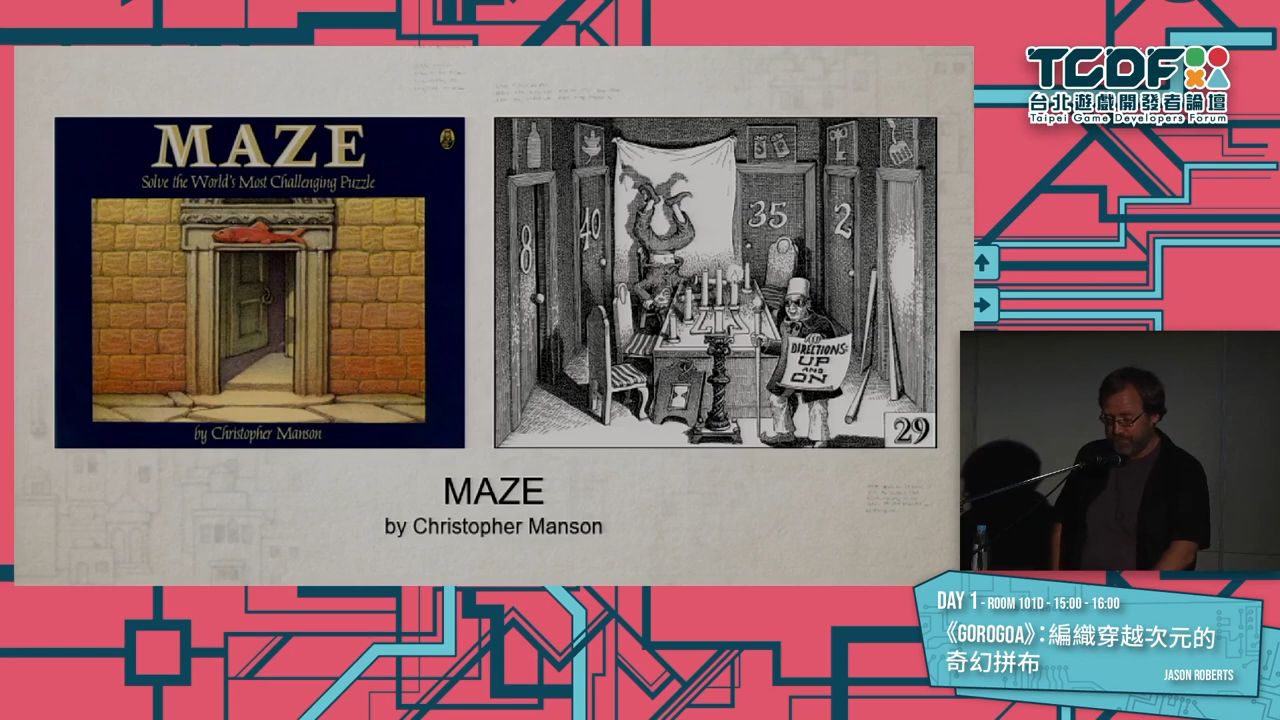 TGDF
台北遊戲開發者論壇
Taipei Game Developers Forum
MAZE
Solve the World's Most Challenging Puzzle
by Christopher Manson
8
40
35
2
DIRECTIONS:
UP
AND
ON
29
MAZE
by Christopher Manson
DAY 1 - ROOM 101D - 15:00 - 16:00
《GOROGOA》：編織穿越次元的
奇幻拼布
JASON ROBERTS